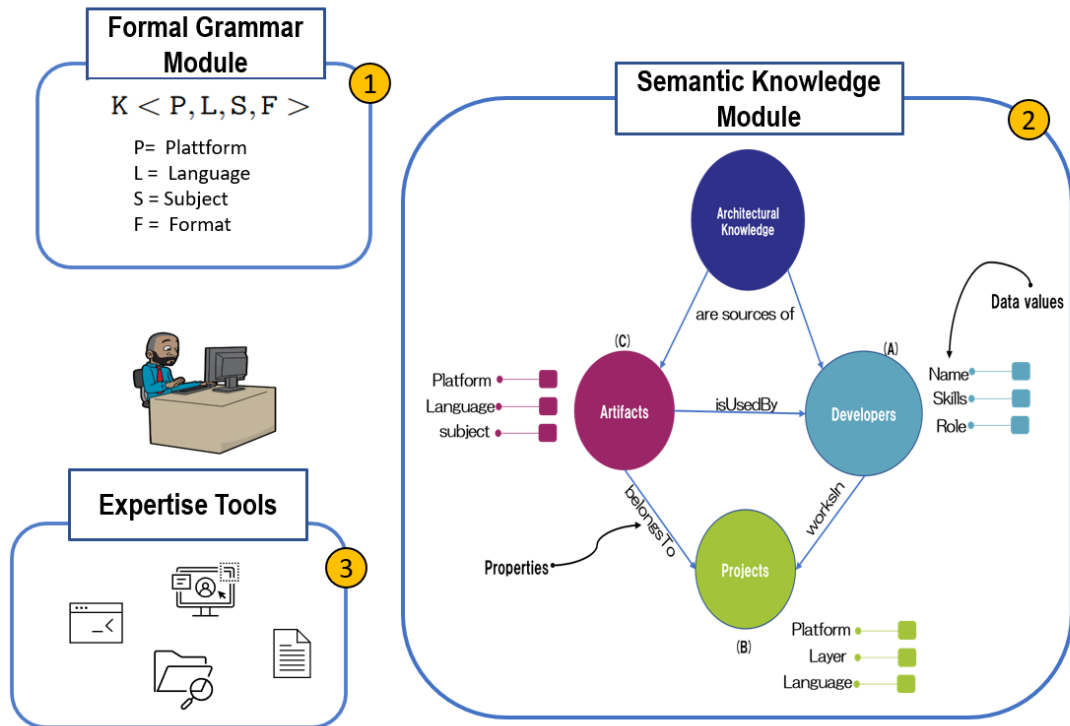 Formal Grammar
Module
1
K < P, L, S, F >
P= Plattform
L = Language
S = Subject
F = Format
Semantic Knowledge
Module
2
Architectural
Knowledge
are sources of
Data values
(C)
(A)
Artifacts
isUsedBy
Developers
Platform
Language
subject
Name
Skills
Role
belongsTo
worksIn
Properties
Projects
(B)
Platform
Layer
Language
Expertise Tools
3